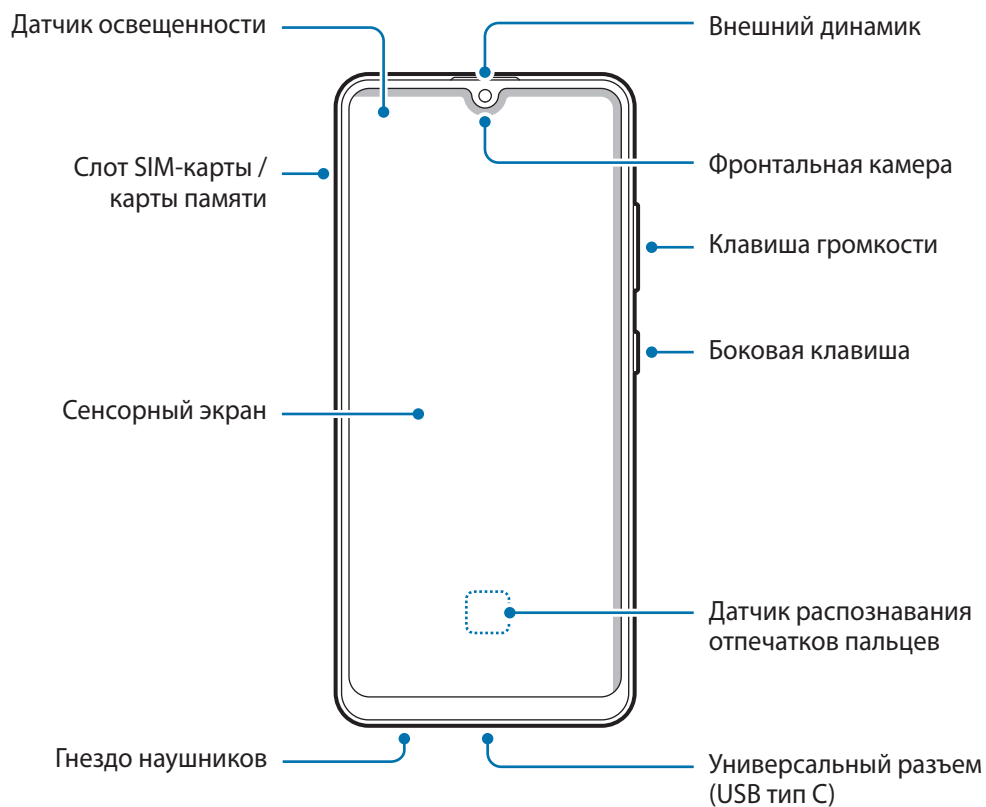 Датчик освещенности
Слот SIM-карты /
карты памяти
Сенсорный экран
Гнездо наушников
Внешний динамик
Фронтальная камера
Клавиша громкости
Боковая клавиша
Датчик распознавания
отпечатков пальцев
Универсальный разъем
(USB тип C)